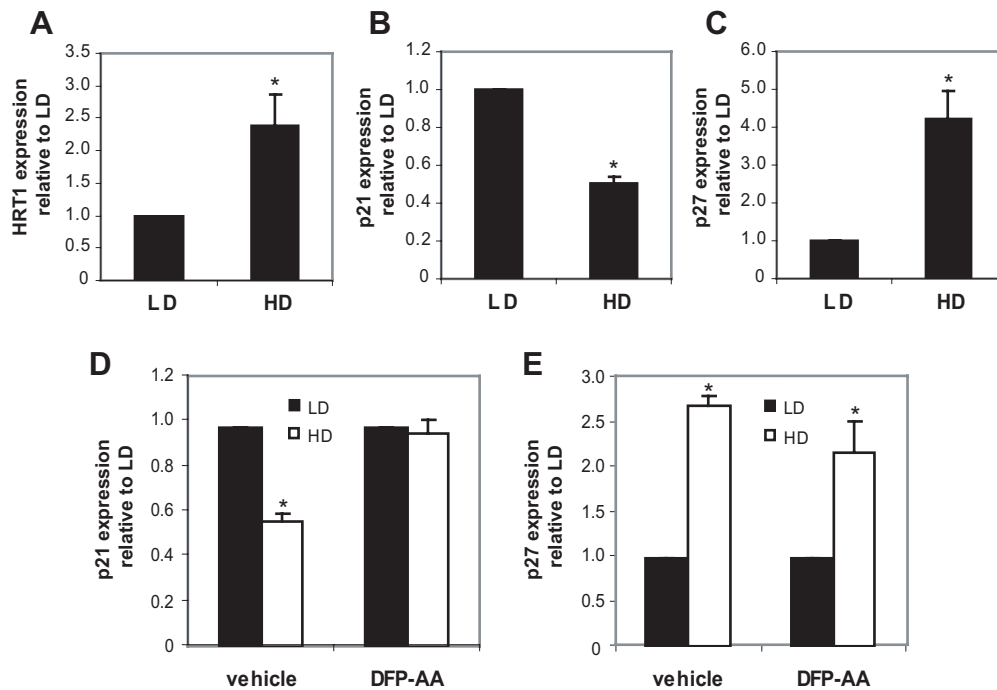 A
HRT1 expression
relative to LD
3.5
3.0
2.5
2.0
1.5
1.0
0.5
0
*
LD
HD
B
p21 expression
relative to LD
1.2
1.0
0.8
0.6
0.4
0.2
0
*
LD
HD
C
p27 expression
relative to LD
6.0
5.0
4.0
3.0
2.0
1.0
0
*
LD
HD
D
p21 expression
relative to LD
1.2
1.0
0.8
0.6
0.4
0.2
0
LD
HD
*
vehicle
DFP-AA
E
p27 expression
relative to LD
3.0
2.5
2.0
1.5
1.0
0.5
0
LD
HD
*
*
vehicle
DFP-AA